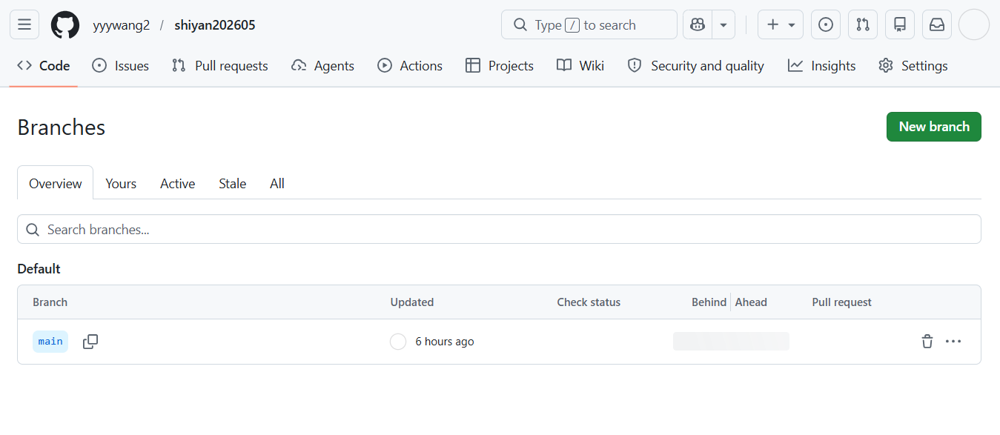 yyywang2 / shiyan202605 Type / to search
Code Issues Pull requests Agents Actions Projects Wiki Security and quality Insights Settings
Branches New branch
Overview Yours Active Stale All
Search branches...
Default
Branch Updated Check status Behind Ahead Pull request
main 6 hours ago